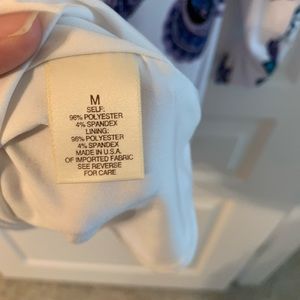 M
SELF:
96% POLYESTER
4% SPANDEX
LINING:
96% POLYESTER
4% SPANDEX
MADE IN U.S.A.
OF IMPORTED FABRIC
SEE REVERSE
FOR CARE